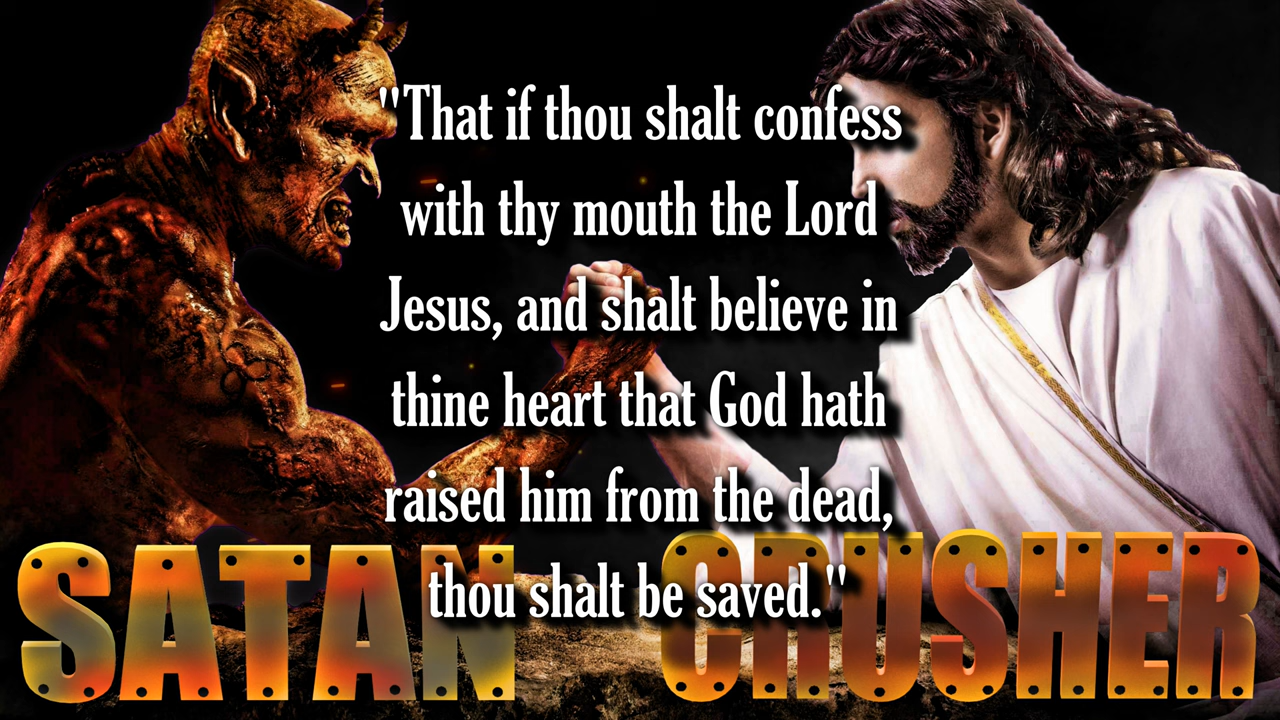 "That if thou shalt confess
with thy mouth the Lord
Jesus, and shalt believe in
thine heart that God hath
raised him from the dead,
thou shalt be saved."
SATAN CRUSHER